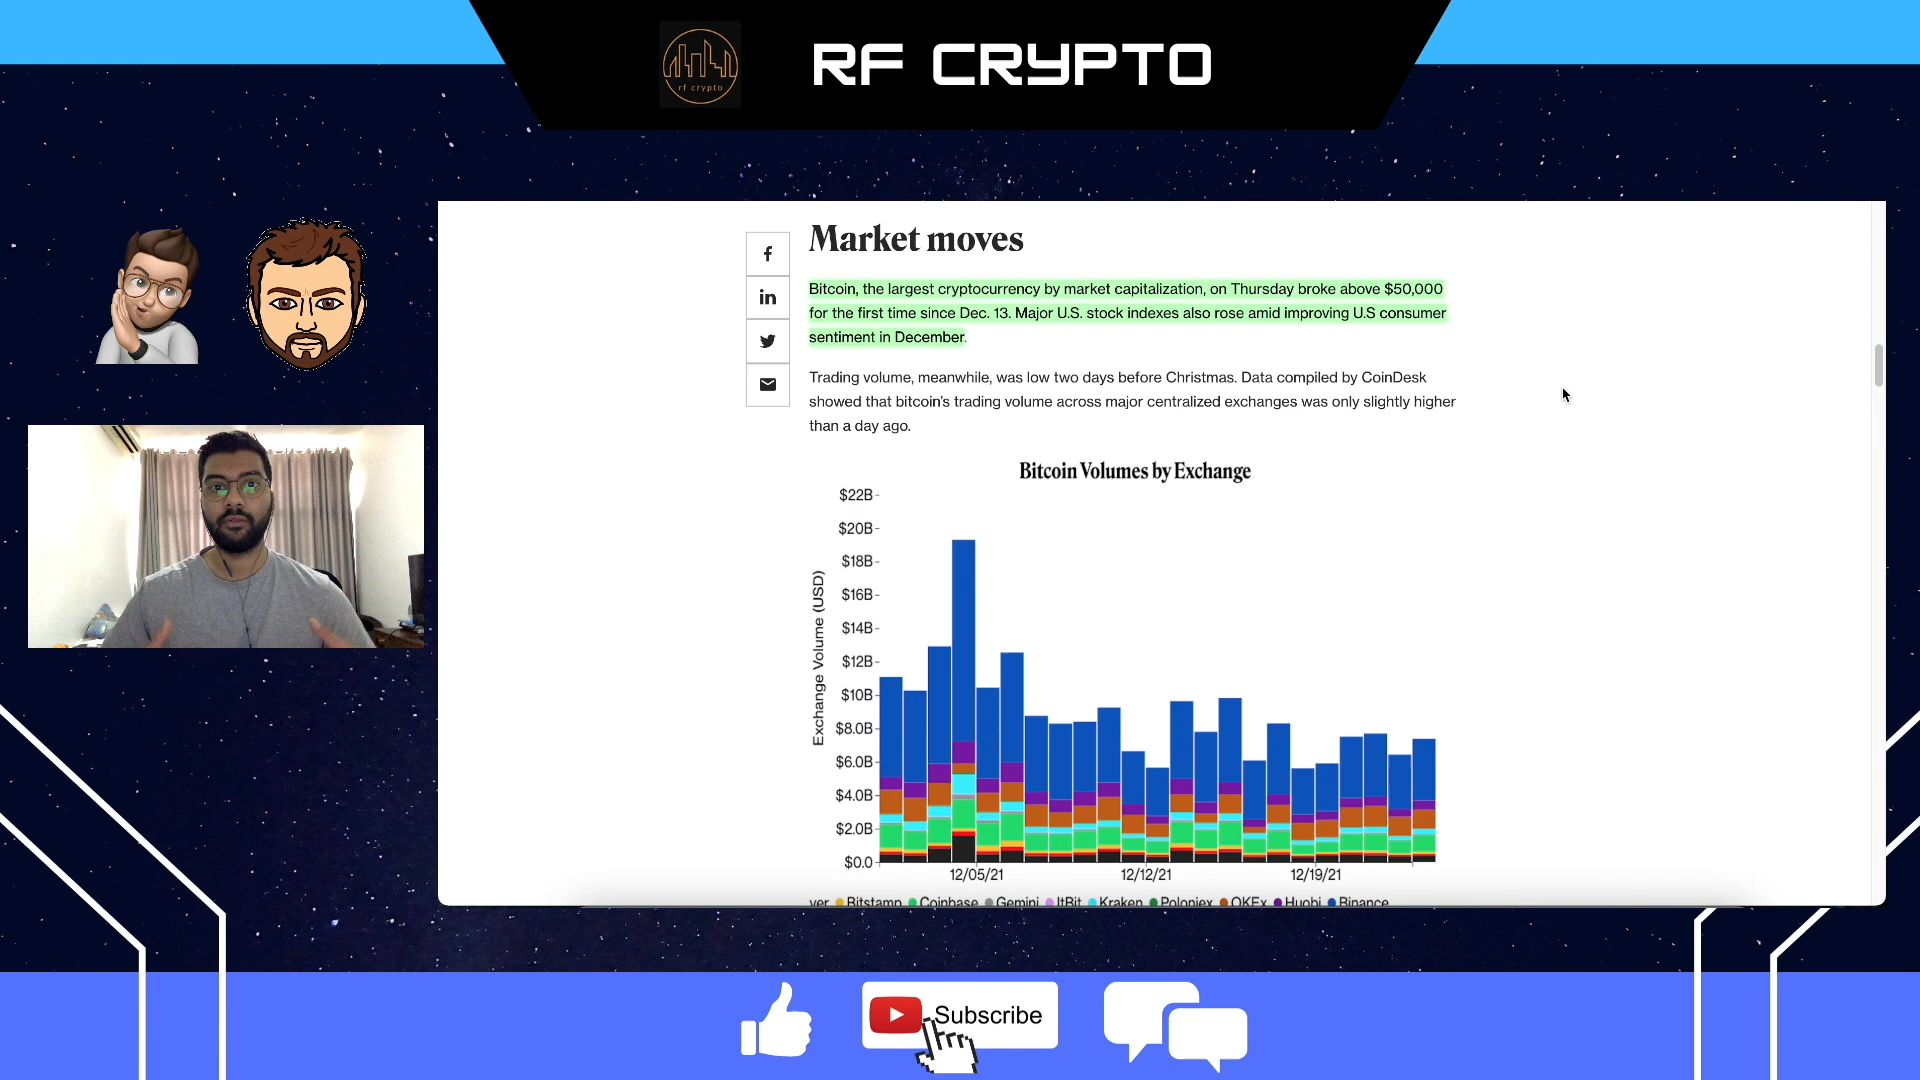 RF CRYPTO
rf crypto
Market moves
Bitcoin, the largest cryptocurrency by market capitalization, on Thursday broke above $50,000
for the first time since Dec. 13. Major U.S. stock indexes also rose amid improving U.S consumer
sentiment in December.
Trading volume, meanwhile, was low two days before Christmas. Data compiled by CoinDesk
showed that bitcoin's trading volume across major centralized exchanges was only slightly higher
than a day ago.
Bitcoin Volumes by Exchange
Exchange Volume (USD)
$22B
$20B
$18B
$16B
$14B
$12B
$10B
$8.0B
$6.0B
$4.0B
$2.0B
$0.0
12/05/21 12/12/21 12/19/21
ver Bitstamp Coinbase Gemini ItBit Kraken Poloniex OKEx Huobi Binance
Subscribe